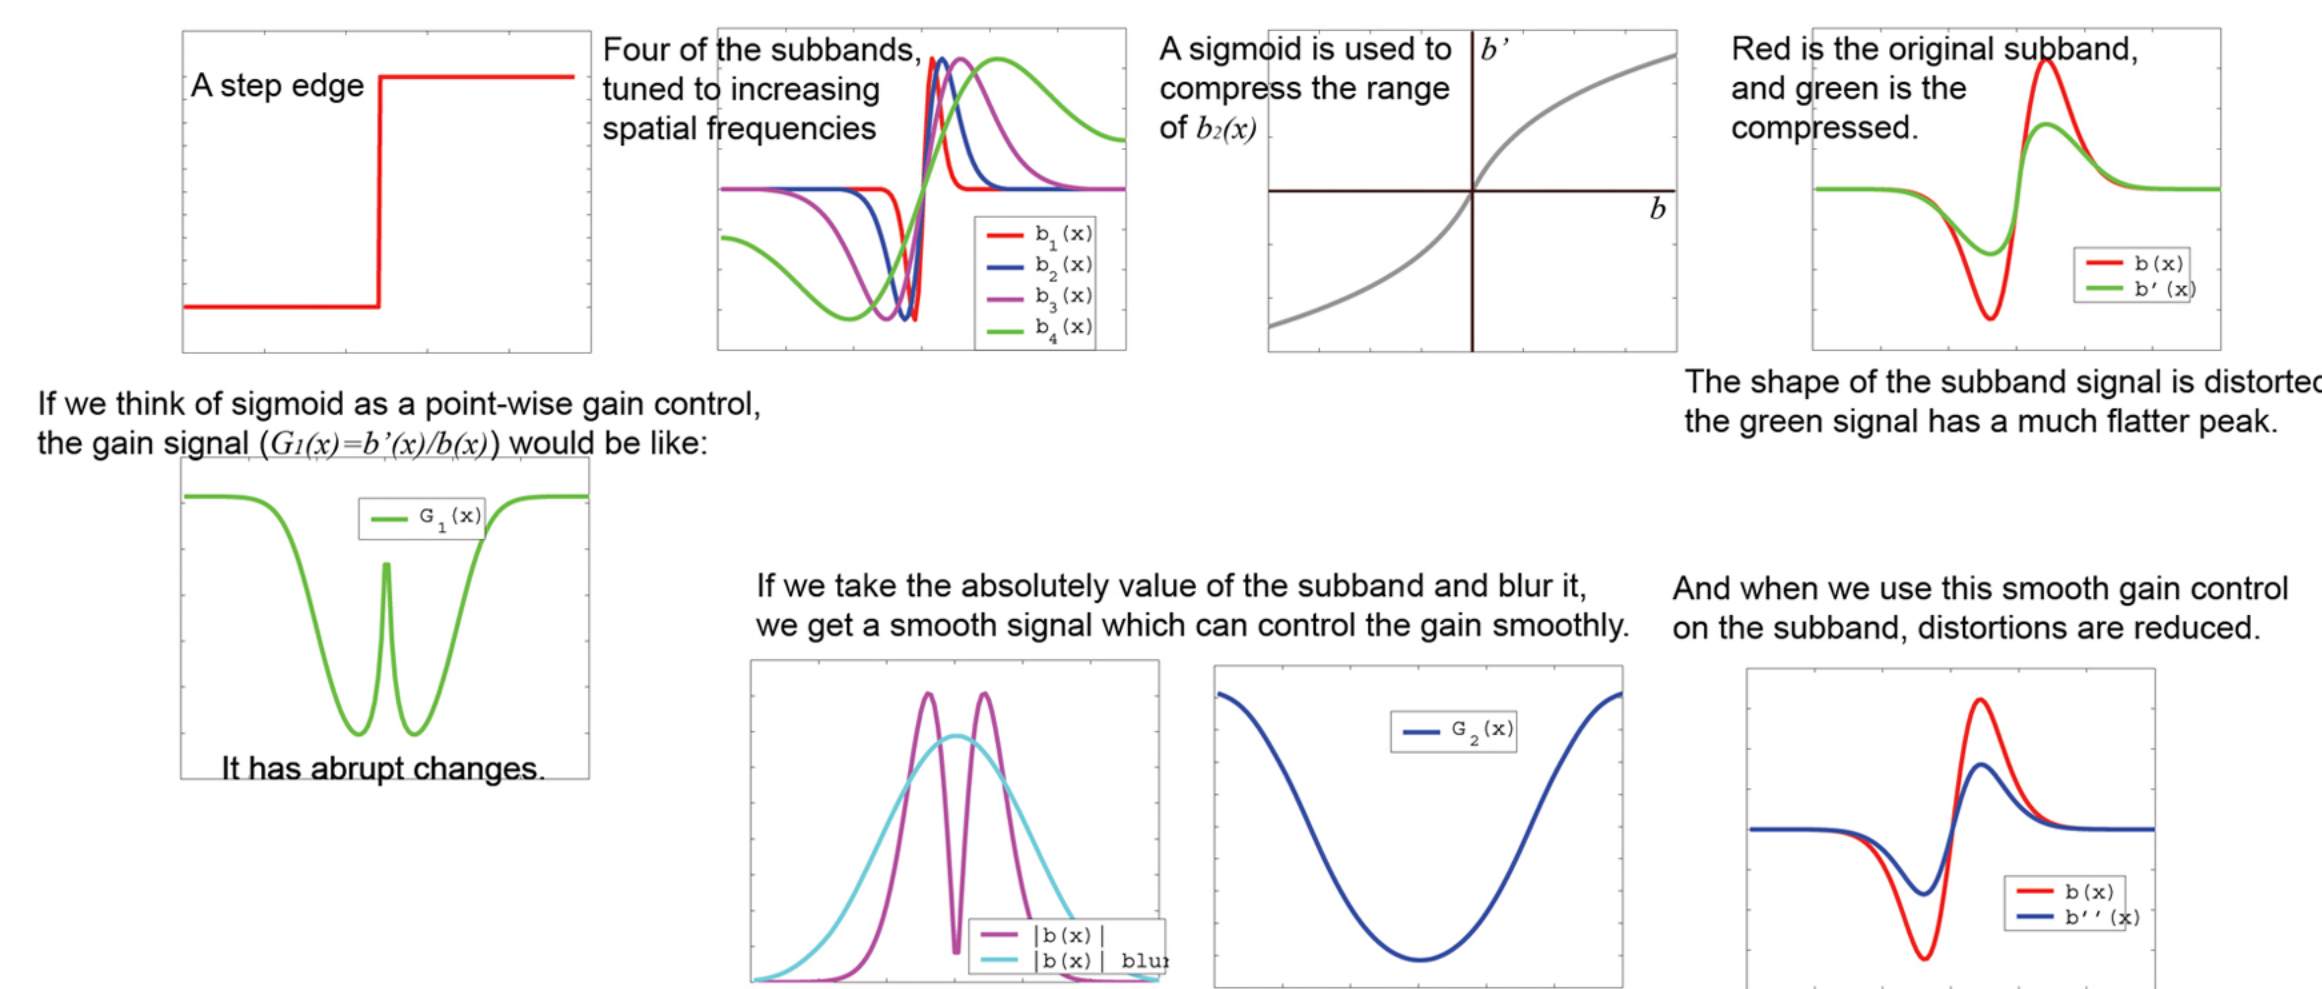 A step edge
Four of the subbands,
tuned to increasing
spatial frequencies
b₁(x)
b₂(x)
b₃(x)
b₄(x)
A sigmoid is used to
compress the range
of b₂(x)
b’
b
Red is the original subband,
and green is the
compressed.
b(x)
b’(x)
The shape of the subband signal is distorted
the green signal has a much flatter peak.
If we think of sigmoid as a point-wise gain control,
the gain signal (G₁(x)=b’(x)/b(x)) would be like:
G₁(x)
It has abrupt changes.
If we take the absolutely value of the subband and blur it,
we get a smooth signal which can control the gain smoothly.
|b(x)|
|b(x)| blur
G₂(x)
And when we use this smooth gain control
on the subband, distortions are reduced.
b(x)
b’’(x)